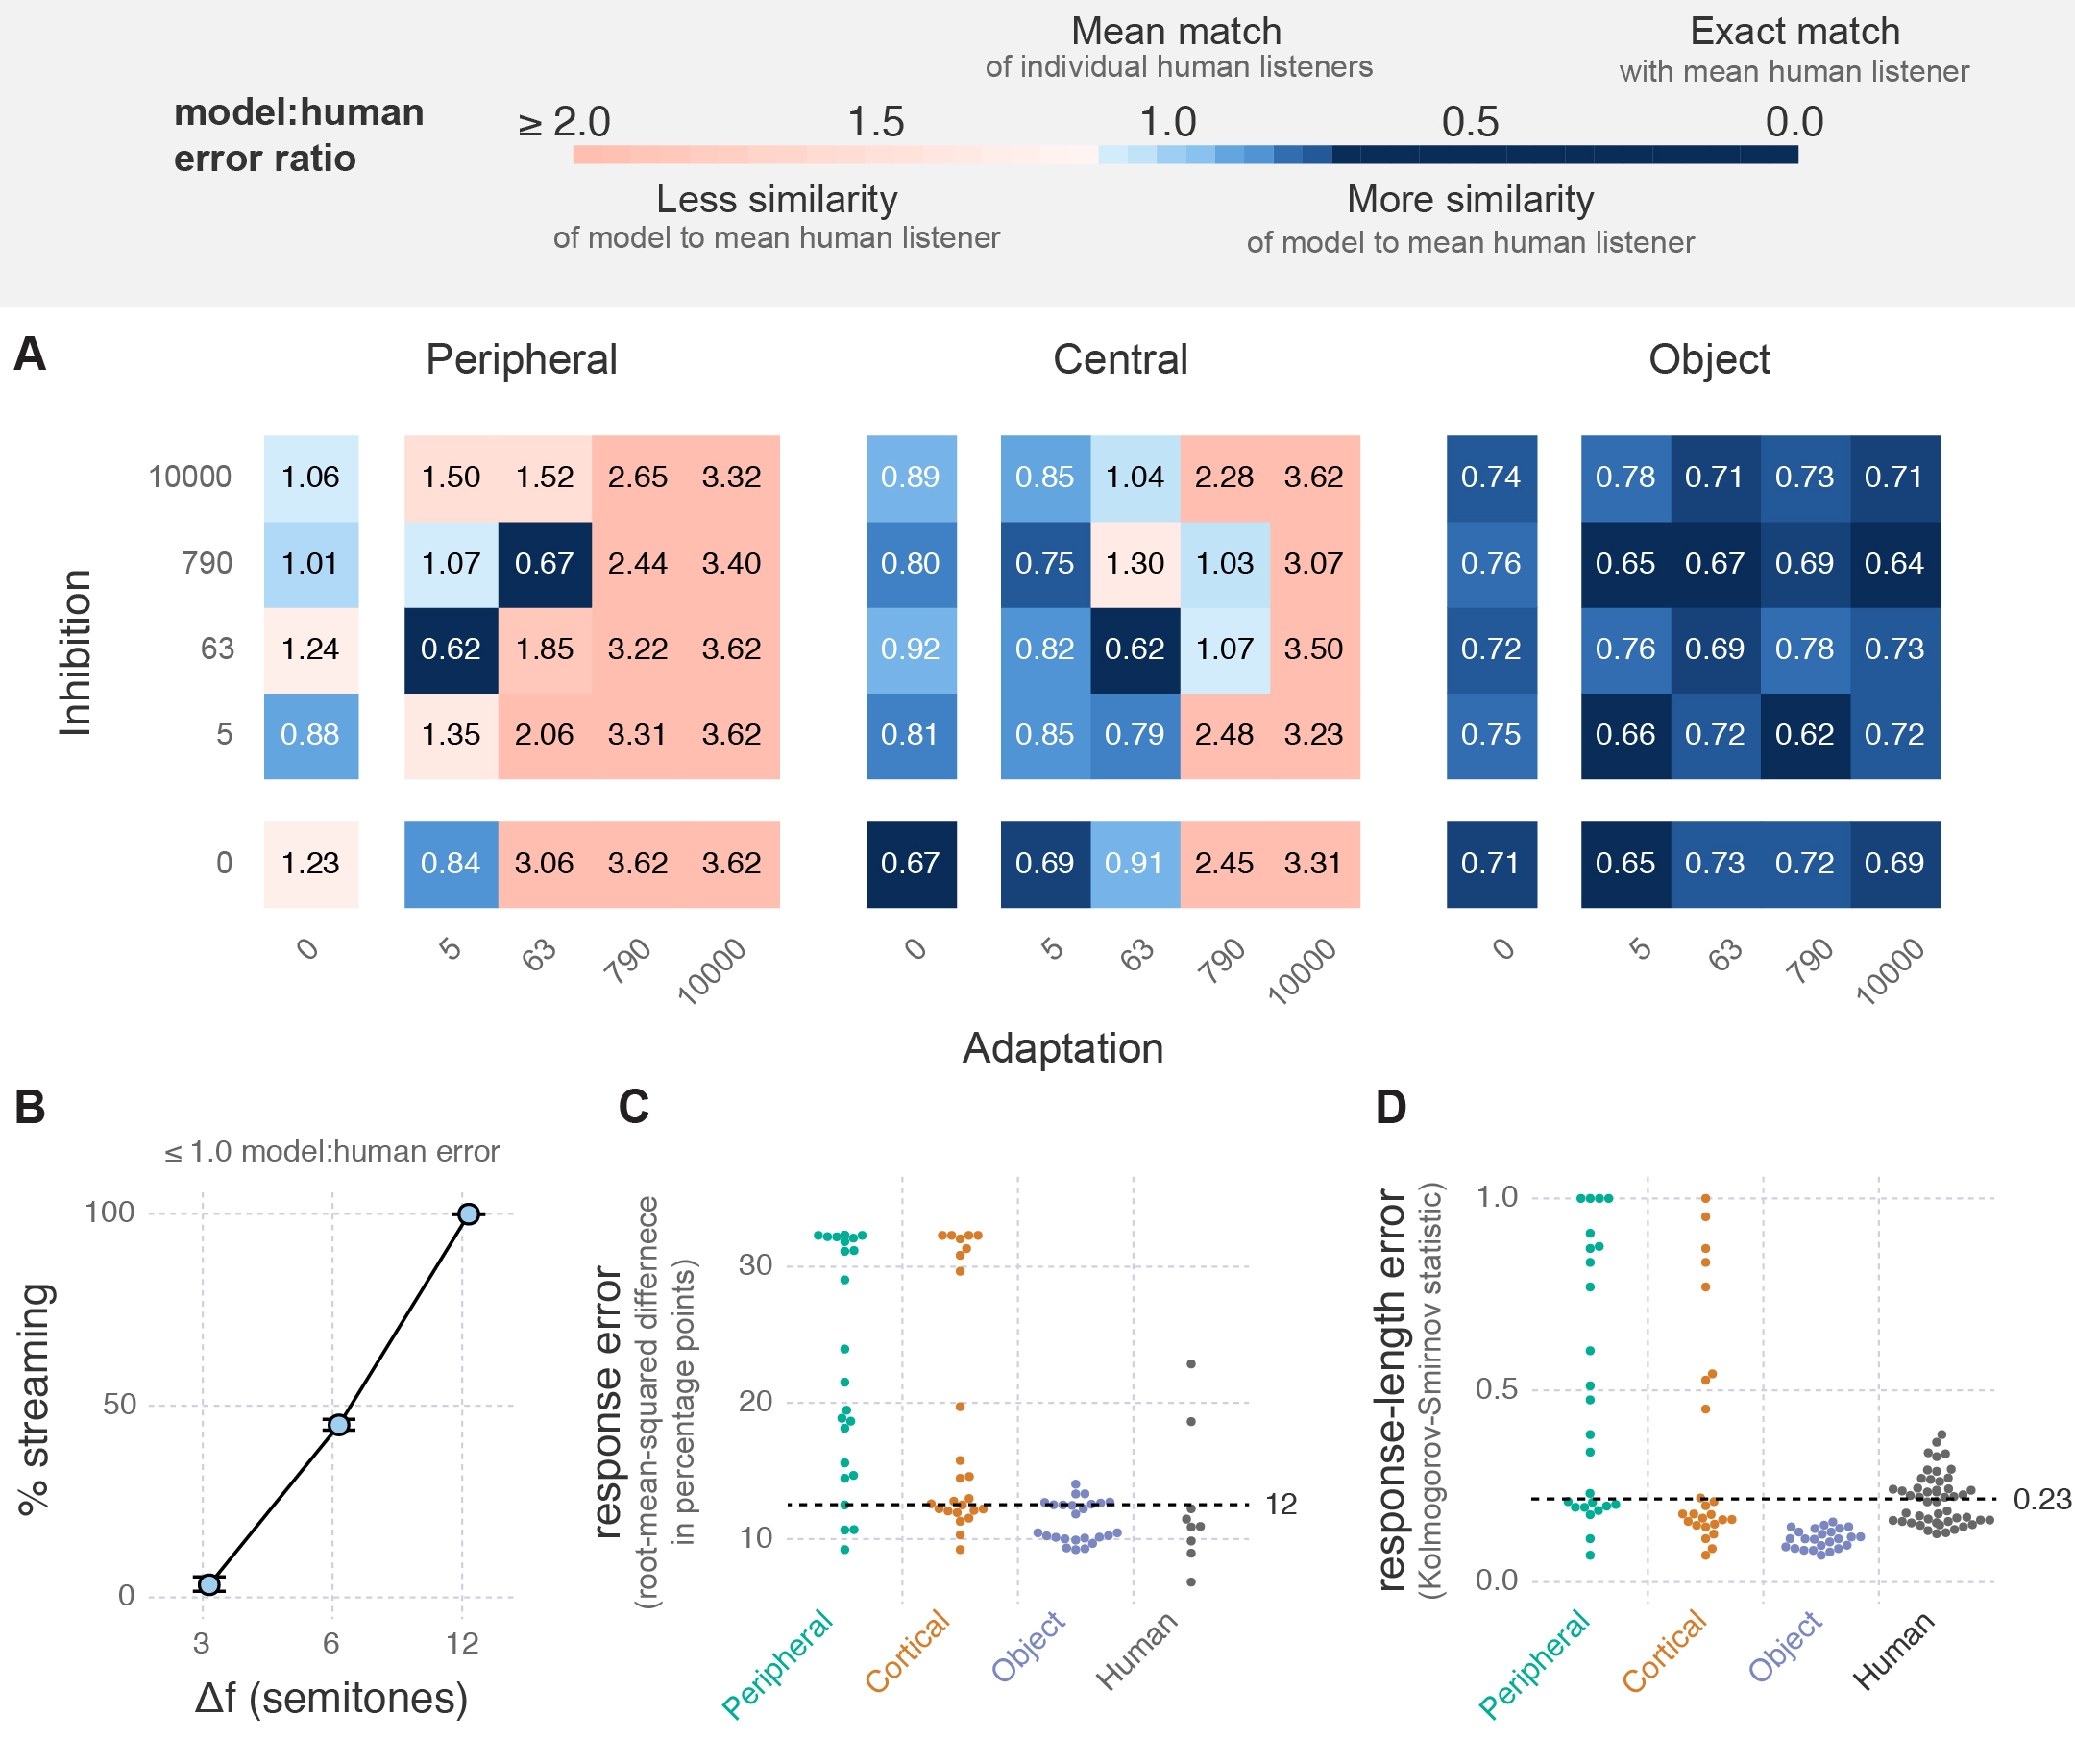 Mean match
of individual human listeners
Exact match
with mean human listener
model:human
error ratio
≥ 2.0 1.5 1.0 0.5 0.0
Less similarity
of model to mean human listener
More similarity
of model to mean human listener
A
Peripheral Central Object
Inhibition
10000 1.06 1.50 1.52 2.65 3.32 0.89 0.85 1.04 2.28 3.62 0.74 0.78 0.71 0.73 0.71
790 1.01 1.07 0.67 2.44 3.40 0.80 0.75 1.30 1.03 3.07 0.76 0.65 0.67 0.69 0.64
63 1.24 0.62 1.85 3.22 3.62 0.92 0.82 0.62 1.07 3.50 0.72 0.76 0.69 0.78 0.73
5 0.88 1.35 2.06 3.31 3.62 0.81 0.85 0.79 2.48 3.23 0.75 0.66 0.72 0.62 0.72
0 1.23 0.84 3.06 3.62 3.62 0.67 0.69 0.91 2.45 3.31 0.71 0.65 0.73 0.72 0.69
0 5 63 790 10000 0 5 63 790 10000 0 5 63 790 10000
Adaptation
B
≤ 1.0 model:human error
% streaming
100
50
0
3 6 12
Δf (semitones)
C
response error
(root-mean-squared differnece
in percentage points)
30
20
10
12
Peripheral Cortical Object Human
D
response-length error
(Kolmogorov-Smirnov statistic)
1.0
0.5
0.0
0.23
Peripheral Cortical Object Human